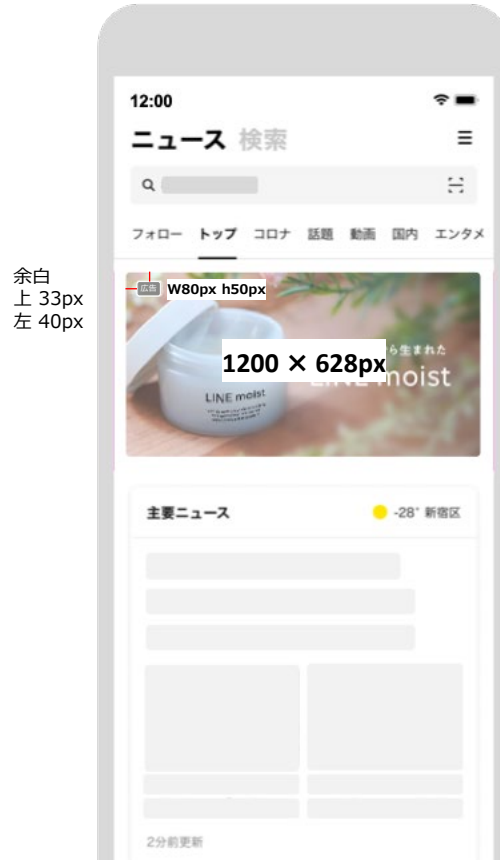 12:00
ニュース 検索
フォロー トップ コロナ 話題 動画 国内 エンタメ
余白
上 33px
左 40px
広告
W80px h50px
1200 × 628px
ら生まれた
moist
LINE moist
主要ニュース
-28° 新宿区
2分前更新